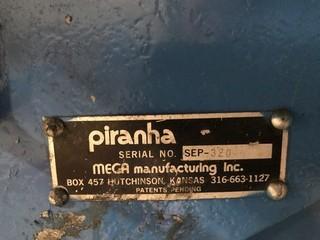 piranha
SERIAL NO. SEP-320
MEGA manufacturing Inc.
BOX 457 HUTCHINSON, KANSAS 316-663-1127
PATENTS PENDING